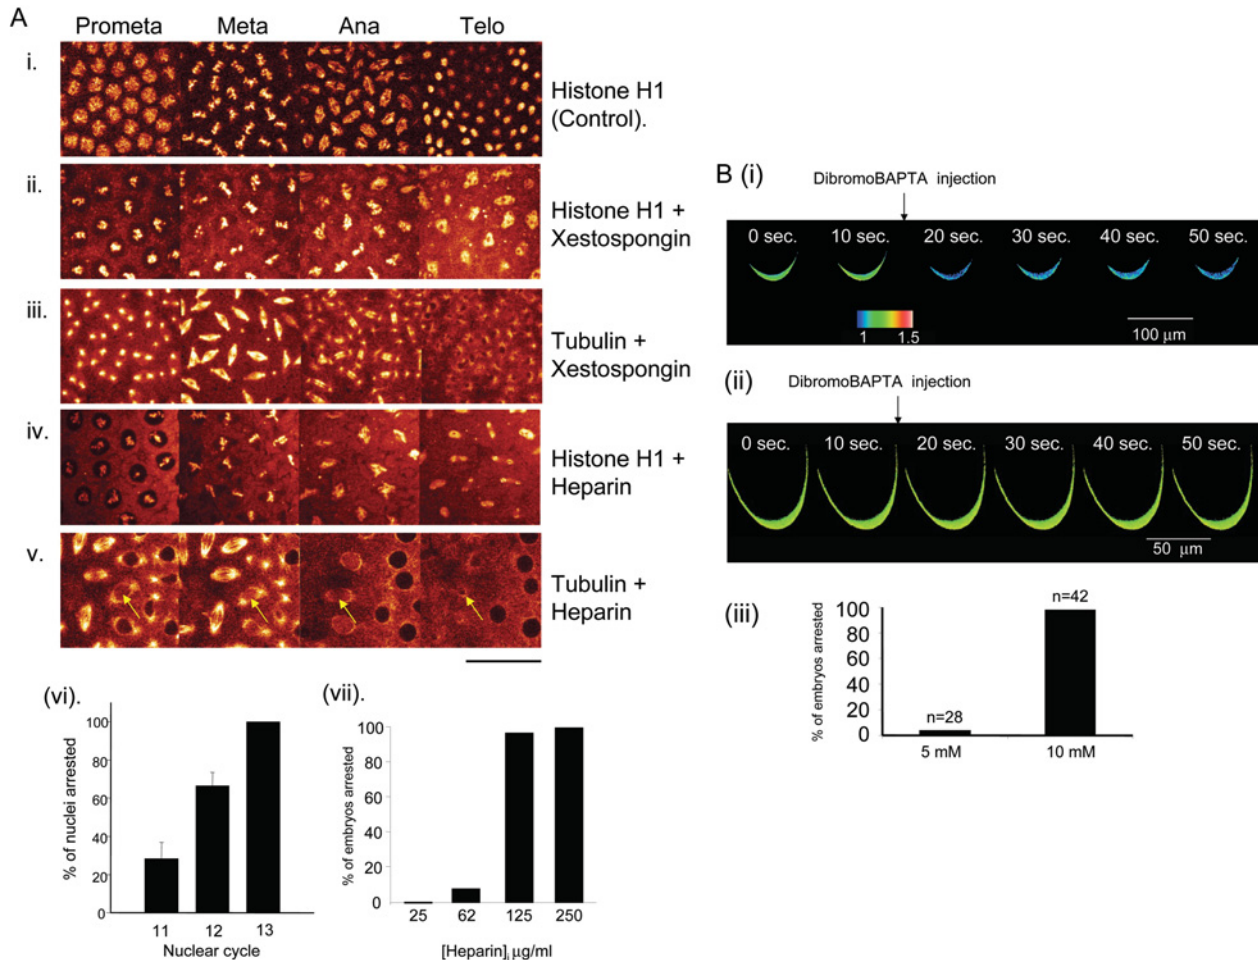 A
Prometa Meta Ana Telo
i.
Histone H1
(Control).
ii.
Histone H1 +
Xestospongin
iii.
Tubulin +
Xestospongin
iv.
Histone H1 +
Heparin
v.
Tubulin +
Heparin
(vi).
% of nuclei arrested
100
80
60
40
20
0
11 12 13
Nuclear cycle
(vii).
% of embryos arrested
100
80
60
40
20
0
25 62 125 250
[Heparin]i µg/ml
B (i)
DibromoBAPTA injection
0 sec. 10 sec. 20 sec. 30 sec. 40 sec. 50 sec.
1 1.5
100 µm
(ii)
DibromoBAPTA injection
0 sec. 10 sec. 20 sec. 30 sec. 40 sec. 50 sec.
50 µm
(iii)
% of embryos arrested
100
80
60
40
20
0
n=28
n=42
5 mM 10 mM